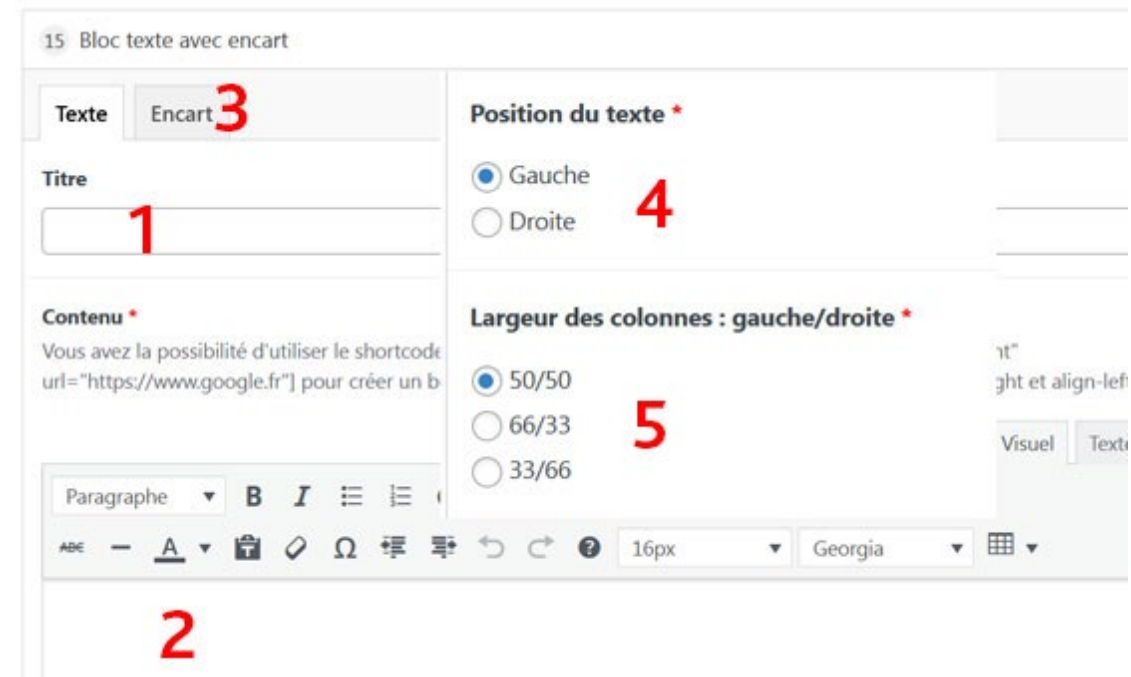 15 Bloc texte avec encart
Texte Encart 3
Position du texte *
Gauche
Droite
4
Titre
1
Largeur des colonnes : gauche/droite *
50/50
66/33
33/66
5
Contenu *
Vous avez la possibilité d'utiliser le shortcode
url="https://www.google.fr"] pour créer un b
nt"
ght et align-left
Visuel Texte
Paragraphe B I
ABC A T Ω ? 16px Georgia
2